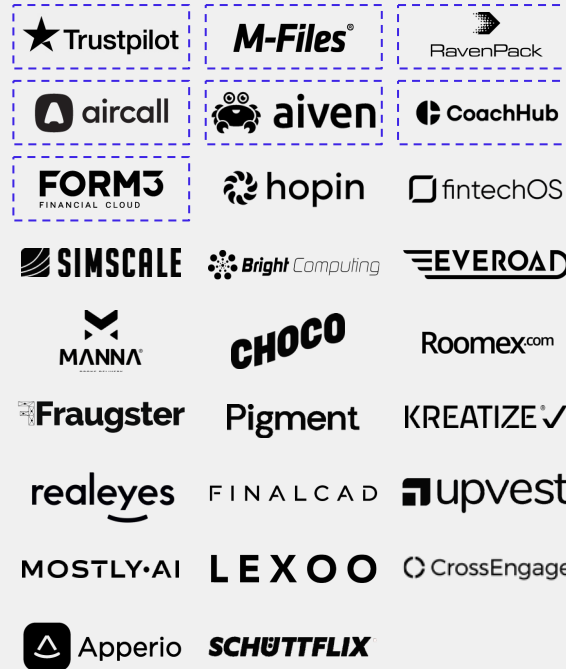 Trustpilot
M-Files®
RavenPack
aircall
aiven
CoachHub
FORM3
FINANCIAL CLOUD
hopin
fintechOS
SIMSCALE
Bright Computing
EVEROAD
MANNA
CHOCO
Roomex.com
Fraugster
Pigment
KREATIZE®
realeyes
FINALCAD
upvest
MOSTLY•AI
LEXOO
CrossEngage
Apperio
SCHÜTTFLIX